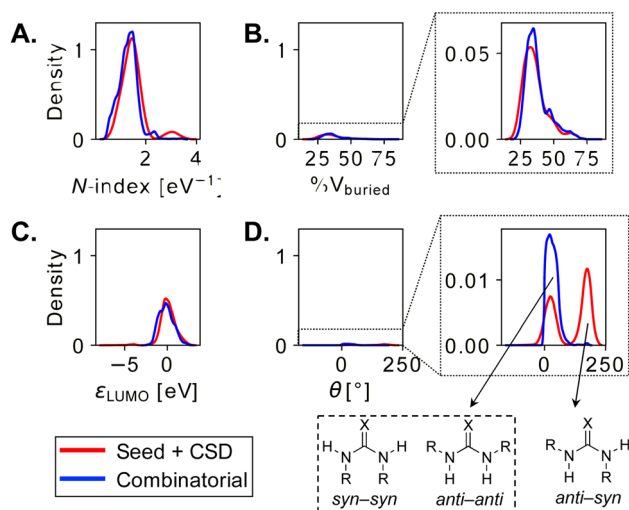 A.
B.
1
0
Density
2
4
N-index [eV⁻¹]
1
0
25
50
75
%V_buried
0.05
0.00
25
50
75
C.
D.
1
0
Density
−5
0
ε_LUMO [eV]
1
0
0
250
θ [°]
0.01
0.00
0
250
Seed + CSD
Combinatorial
X
H N N H
R R
syn–syn
X
R N N R
H H
anti–anti
X
R N N H
H R
anti–syn